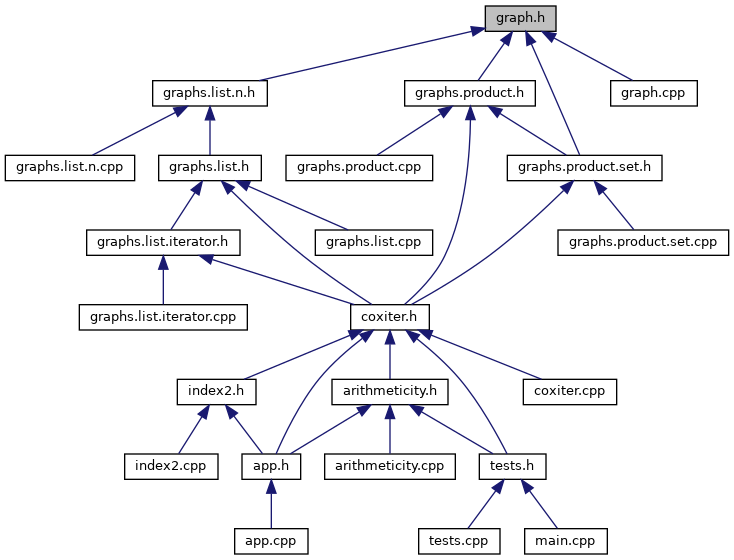 graph.h
graphs.list.n.h
graphs.product.h
graph.cpp
graphs.list.n.cpp
graphs.list.h
graphs.product.cpp
graphs.product.set.h
graphs.list.iterator.h
graphs.list.cpp
graphs.product.set.cpp
graphs.list.iterator.cpp
coxiter.h
index2.h
arithmeticity.h
coxiter.cpp
index2.cpp
app.h
arithmeticity.cpp
tests.h
app.cpp
tests.cpp
main.cpp